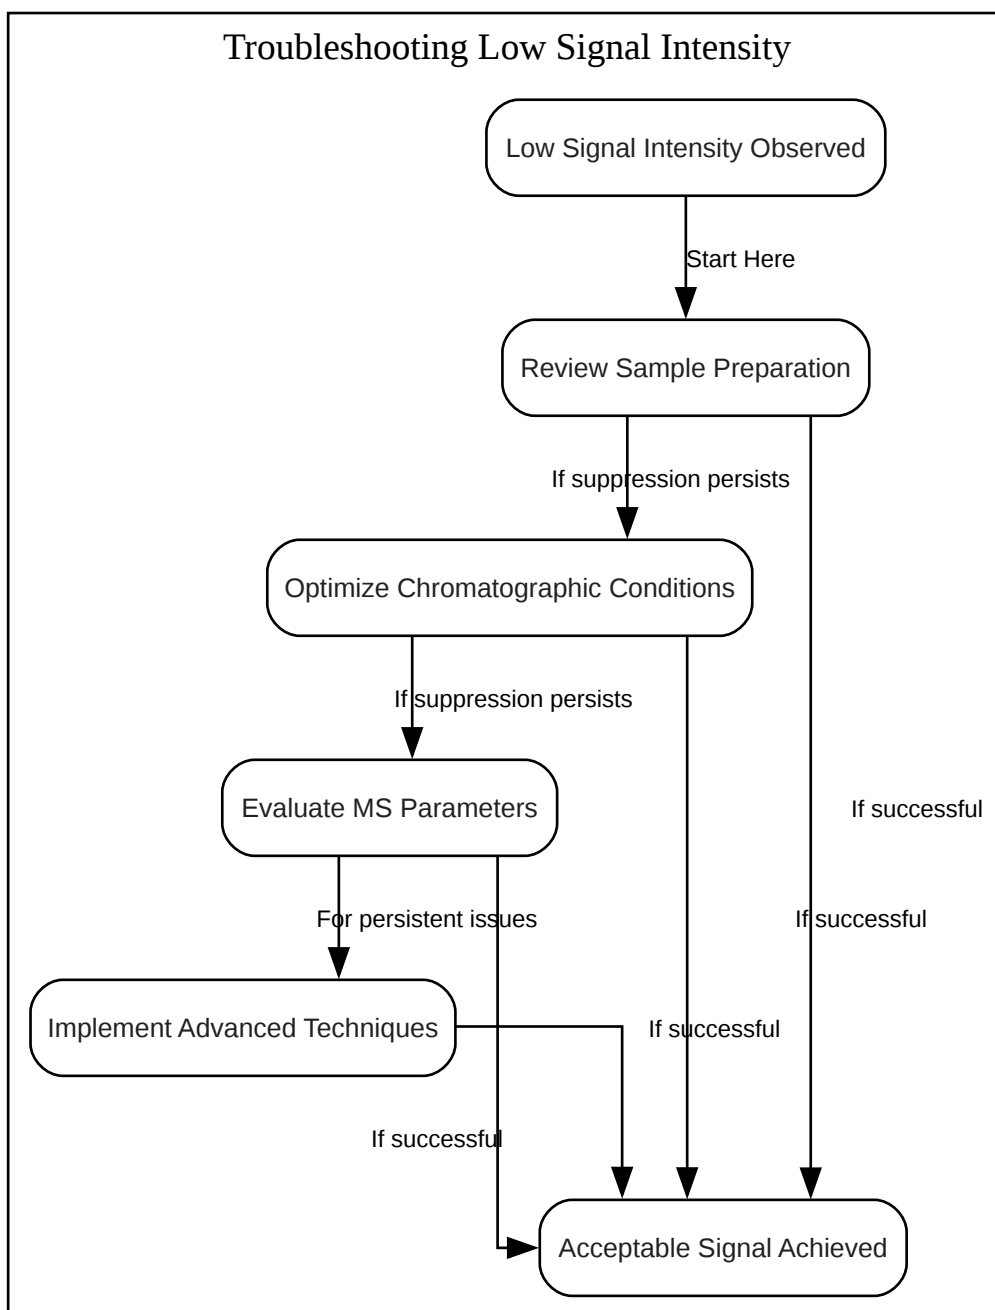 Troubleshooting Low Signal Intensity
Low Signal Intensity Observed
Start Here
Review Sample Preparation
If suppression persists
Optimize Chromatographic Conditions
If suppression persists
Evaluate MS Parameters
If successful
For persistent issues
If successful
Implement Advanced Techniques
If successful
If successful
Acceptable Signal Achieved